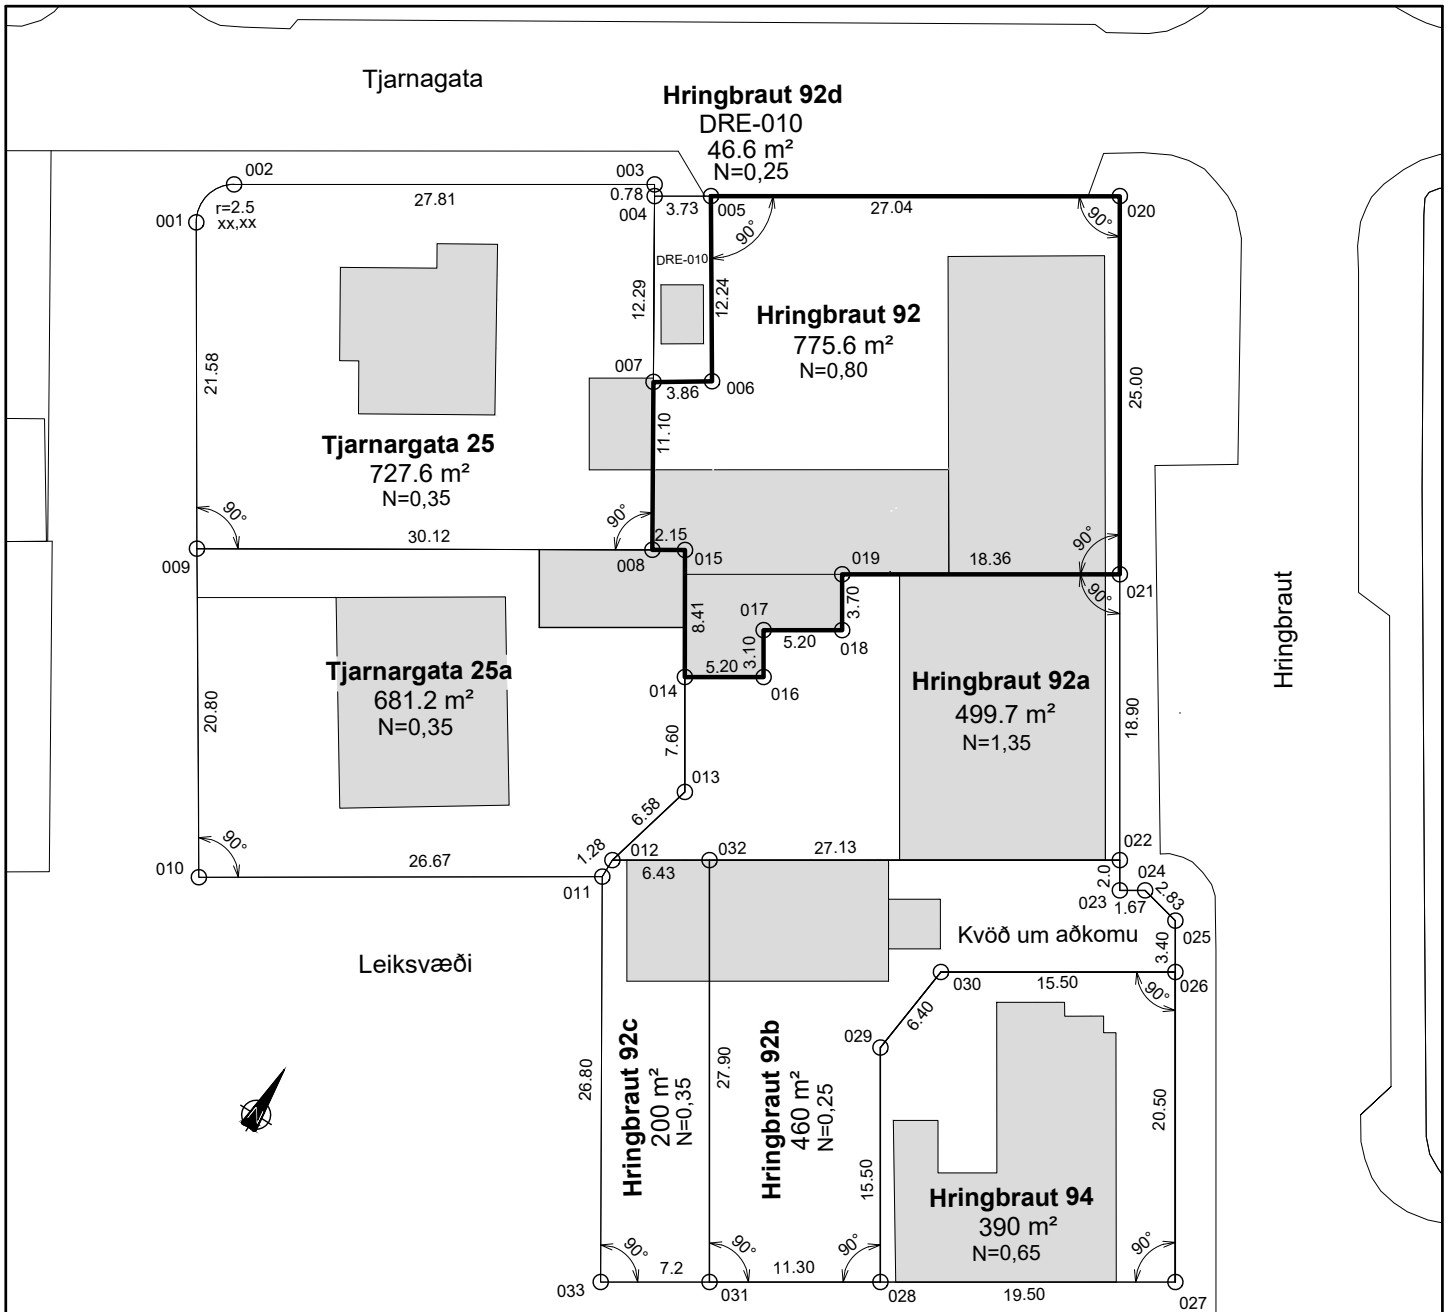 Tjarnagata
Hringbraut 92d
DRE-010
46.6 m²
N=0,25
002
003
001
r=2.5
xx,xx
27.81
0.78
004
3.73
005
27.04
020
90°
90°
DRE-010
12.29
12.24
Hringbraut 92
775.6 m²
N=0,80
21.58
007
3.86
006
25.00
11.10
Tjarnargata 25
727.6 m²
N=0,35
90°
90°
30.12
009
008
2.15
015
019
18.36
90°
021
90°
Hringbraut
8.41
017
3.70
5.20
018
3.10
5.20
014
016
Tjarnargata 25a
681.2 m²
N=0,35
20.80
Hringbraut 92a
499.7 m²
N=1,35
18.90
7.60
013
6.58
1.28
012
032
27.13
022
90°
010
26.67
011
6.43
2.0
024
023
1.67
2.83
025
Leiksvæði
Kvöð um aðkomu
3.40
030
15.50
026
90°
6.40
029
26.80
Hringbraut 92c
200 m²
N=0,35
27.90
Hringbraut 92b
460 m²
N=0,25
20.50
15.50
Hringbraut 94
390 m²
N=0,65
90°
90°
90°
90°
033
7.2
031
11.30
028
19.50
027